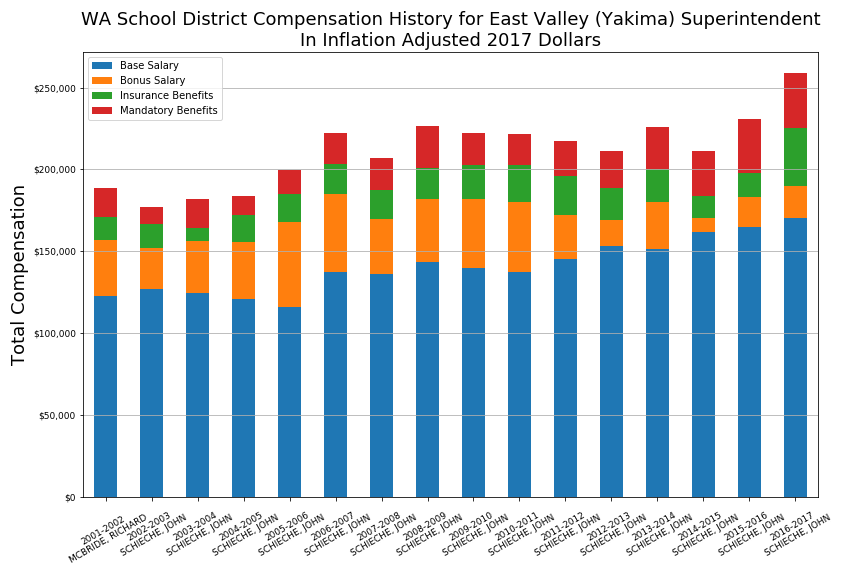 WA School District Compensation History for East Valley (Yakima) Superintendent
In Inflation Adjusted 2017 Dollars
Base Salary
Bonus Salary
Insurance Benefits
Mandatory Benefits
Total Compensation
$250,000
$200,000
$150,000
$100,000
$50,000
$0
2001-2002
MCBRIDE, RICHARD
2002-2003
SCHIECHE, JOHN
2003-2004
SCHIECHE, JOHN
2004-2005
SCHIECHE, JOHN
2005-2006
SCHIECHE, JOHN
2006-2007
SCHIECHE, JOHN
2007-2008
SCHIECHE, JOHN
2008-2009
SCHIECHE, JOHN
2009-2010
SCHIECHE, JOHN
2010-2011
SCHIECHE, JOHN
2011-2012
SCHIECHE, JOHN
2012-2013
SCHIECHE, JOHN
2013-2014
SCHIECHE, JOHN
2014-2015
SCHIECHE, JOHN
2015-2016
SCHIECHE, JOHN
2016-2017
SCHIECHE, JOHN